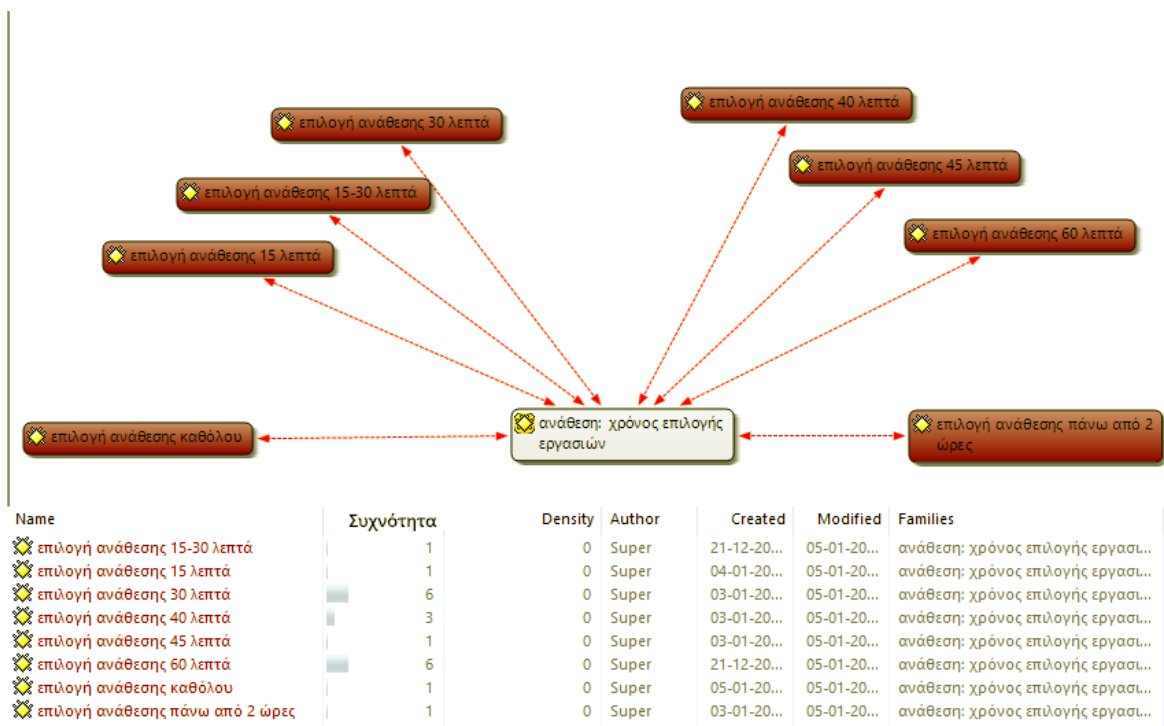 επιλογή ανάθεσης 40 λεπτά
επιλογή ανάθεσης 30 λεπτά
επιλογή ανάθεσης 45 λεπτά
επιλογή ανάθεσης 15-30 λεπτά
επιλογή ανάθεσης 60 λεπτά
επιλογή ανάθεσης 15 λεπτά
επιλογή ανάθεσης καθόλου
ανάθεση: χρόνος επιλογής
εργασιών
επιλογή ανάθεσης πάνω από 2
ώρες
Name Συχνότητα Density Author Created Modified Families
επιλογή ανάθεσης 15-30 λεπτά 1 0 Super 21-12-20... 05-01-20... ανάθεση: χρόνος επιλογής εργασι...
επιλογή ανάθεσης 15 λεπτά 1 0 Super 04-01-20... 05-01-20... ανάθεση: χρόνος επιλογής εργασι...
επιλογή ανάθεσης 30 λεπτά 6 0 Super 03-01-20... 05-01-20... ανάθεση: χρόνος επιλογής εργασι...
επιλογή ανάθεσης 40 λεπτά 3 0 Super 03-01-20... 05-01-20... ανάθεση: χρόνος επιλογής εργασι...
επιλογή ανάθεσης 45 λεπτά 1 0 Super 03-01-20... 05-01-20... ανάθεση: χρόνος επιλογής εργασι...
επιλογή ανάθεσης 60 λεπτά 6 0 Super 21-12-20... 05-01-20... ανάθεση: χρόνος επιλογής εργασι...
επιλογή ανάθεσης καθόλου 1 0 Super 05-01-20... 05-01-20... ανάθεση: χρόνος επιλογής εργασι...
επιλογή ανάθεσης πάνω από 2 ώρες 1 0 Super 03-01-20... 05-01-20... ανάθεση: χρόνος επιλογής εργασι...